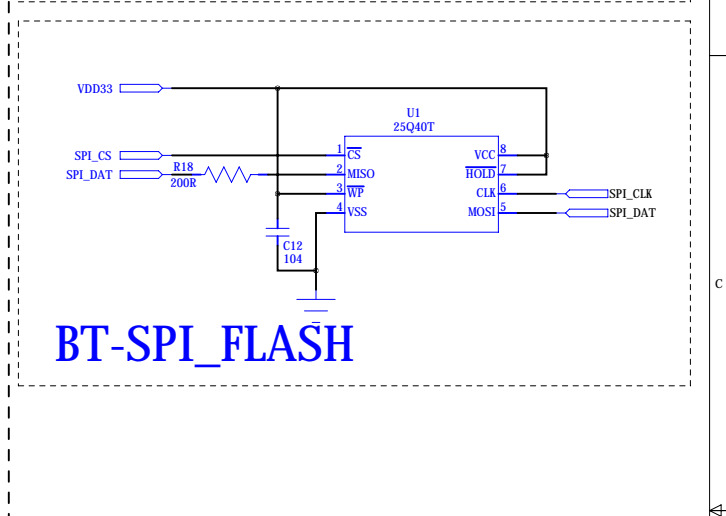 VDD33
U1
25Q40T
SPI_CS
1 CS
VCC 8
SPI_DAT
R18
200R
2 MISO
HOLD 7
3 WP
CLK 6
SPI_CLK
4 VSS
MOSI 5
SPI_DAT
C12
104
C
BT-SPI_FLASH